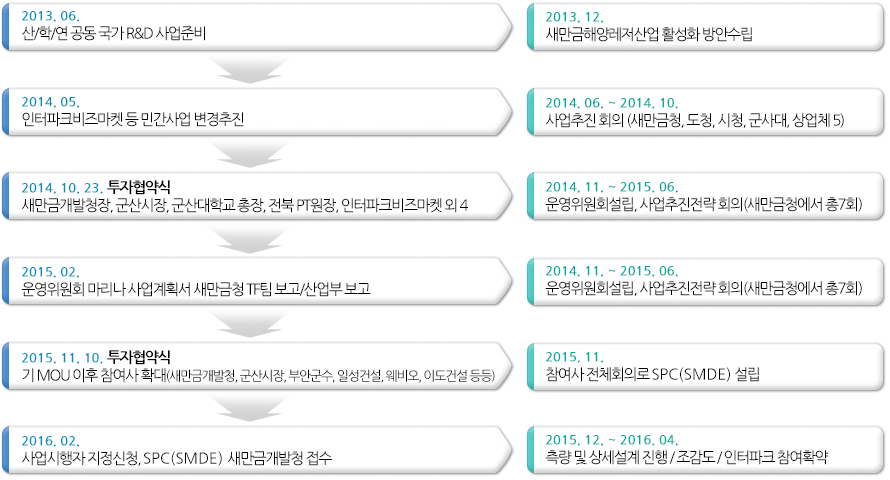 2013. 06.
산/학/연 공동 국가 R&D 사업준비
2013. 12.
새만금해양레저산업 활성화 방안수립
2014. 05.
인터파크비즈마켓 등 민간사업 변경추진
2014. 06. ~ 2014. 10.
사업추진 회의 (새만금청, 도청, 시청, 군사대, 상업체 5)
2014. 10. 23. 투자협약식
새만금개발청장, 군산시장, 군산대학교 총장, 전북 PT원장, 인터파크비즈마켓 외 4
2014. 11. ~ 2015. 06.
운영위원회설립, 사업추진전략 회의(새만금청에서 총7회)
2015. 02.
운영위원회 마리나 사업계획서 새만금청 TF팀 보고/산업부 보고
2014. 11. ~ 2015. 06.
운영위원회설립, 사업추진전략 회의(새만금청에서 총7회)
2015. 11. 10. 투자협약식
기 MOU 이후 참여사 확대(새만금개발청, 군산시장, 부안군수, 일성건설, 웨비오, 이도건설 등등)
2015. 11.
참여사 전체회의로 SPC(SMDE) 설립
2016. 02.
사업시행자 지정신청, SPC(SMDE) 새만금개발청 접수
2015. 12. ~ 2016. 04.
측량 및 상세설계 진행 / 조감도 / 인터파크 참여확약